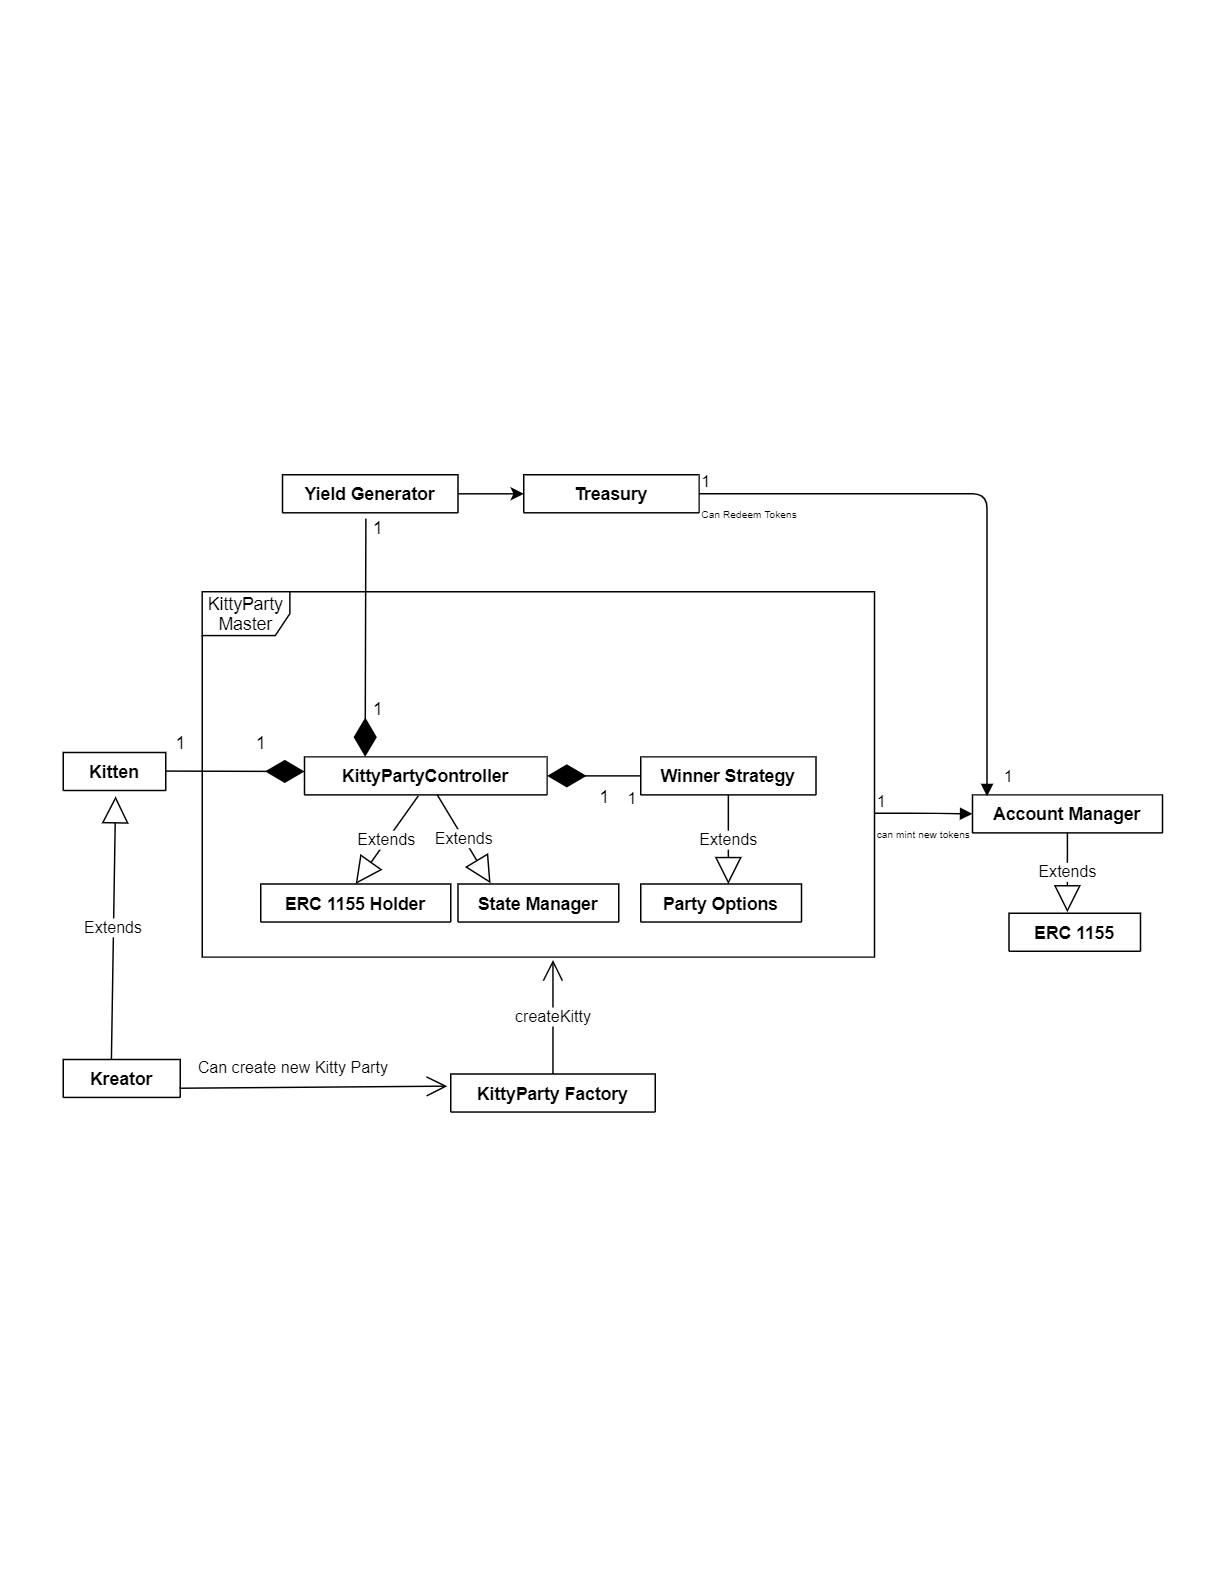 Yield Generator
Treasury
1
Can Redeem Tokens
1
KittyParty
Master
1
1
1
1
Kitten
KittyPartyController
Winner Strategy
1
1
1
Account Manager
1
can mint new tokens
Extends
Extends
Extends
Extends
ERC 1155 Holder
State Manager
Party Options
ERC 1155
Extends
createKitty
Can create new Kitty Party
Kreator
KittyParty Factory